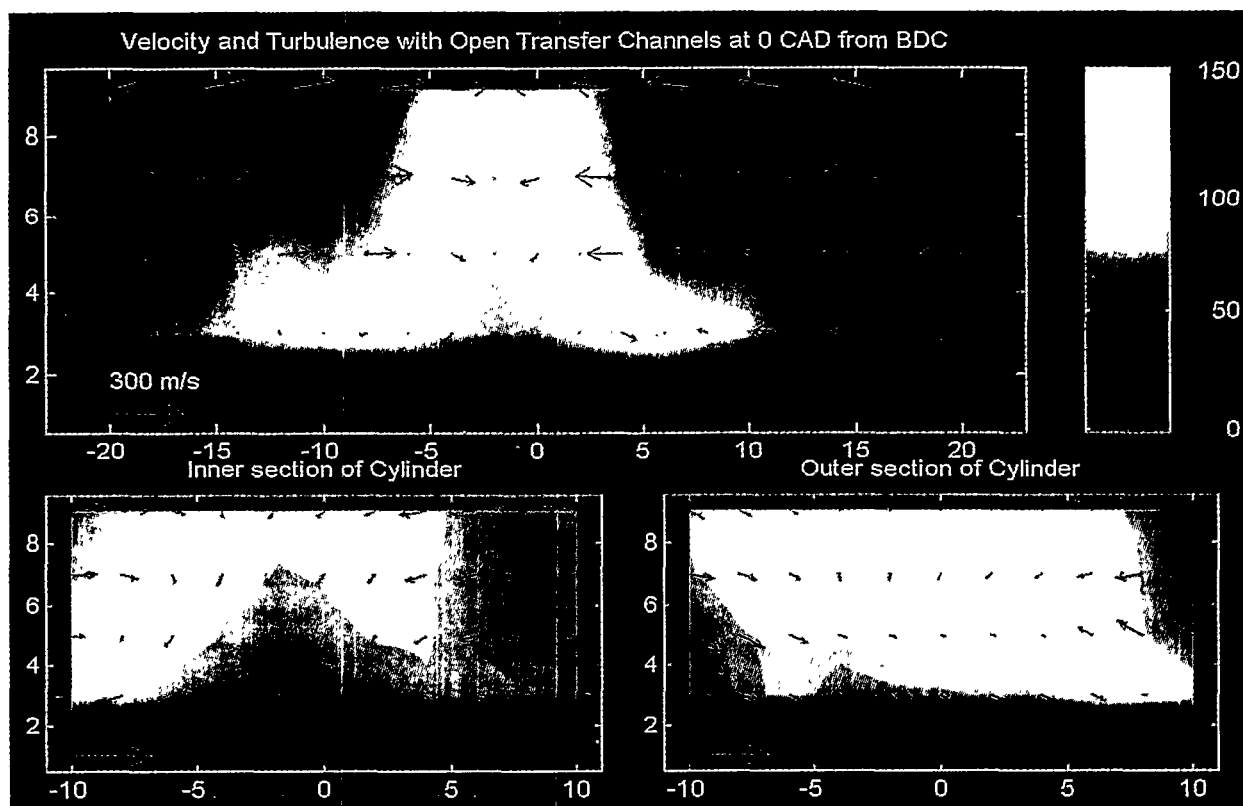 Velocity and Turbulence with Open Transfer Channels at 0 CAD from BDC
8
6
4
2
300 m/s
-20 -15 -10 -5 0 5 10 15 20
150
100
50
0
Inner section of Cylinder
8
6
4
2
-10 -5 0 5 10
Outer section of Cylinder
8
6
4
2
-10 -5 0 5 10